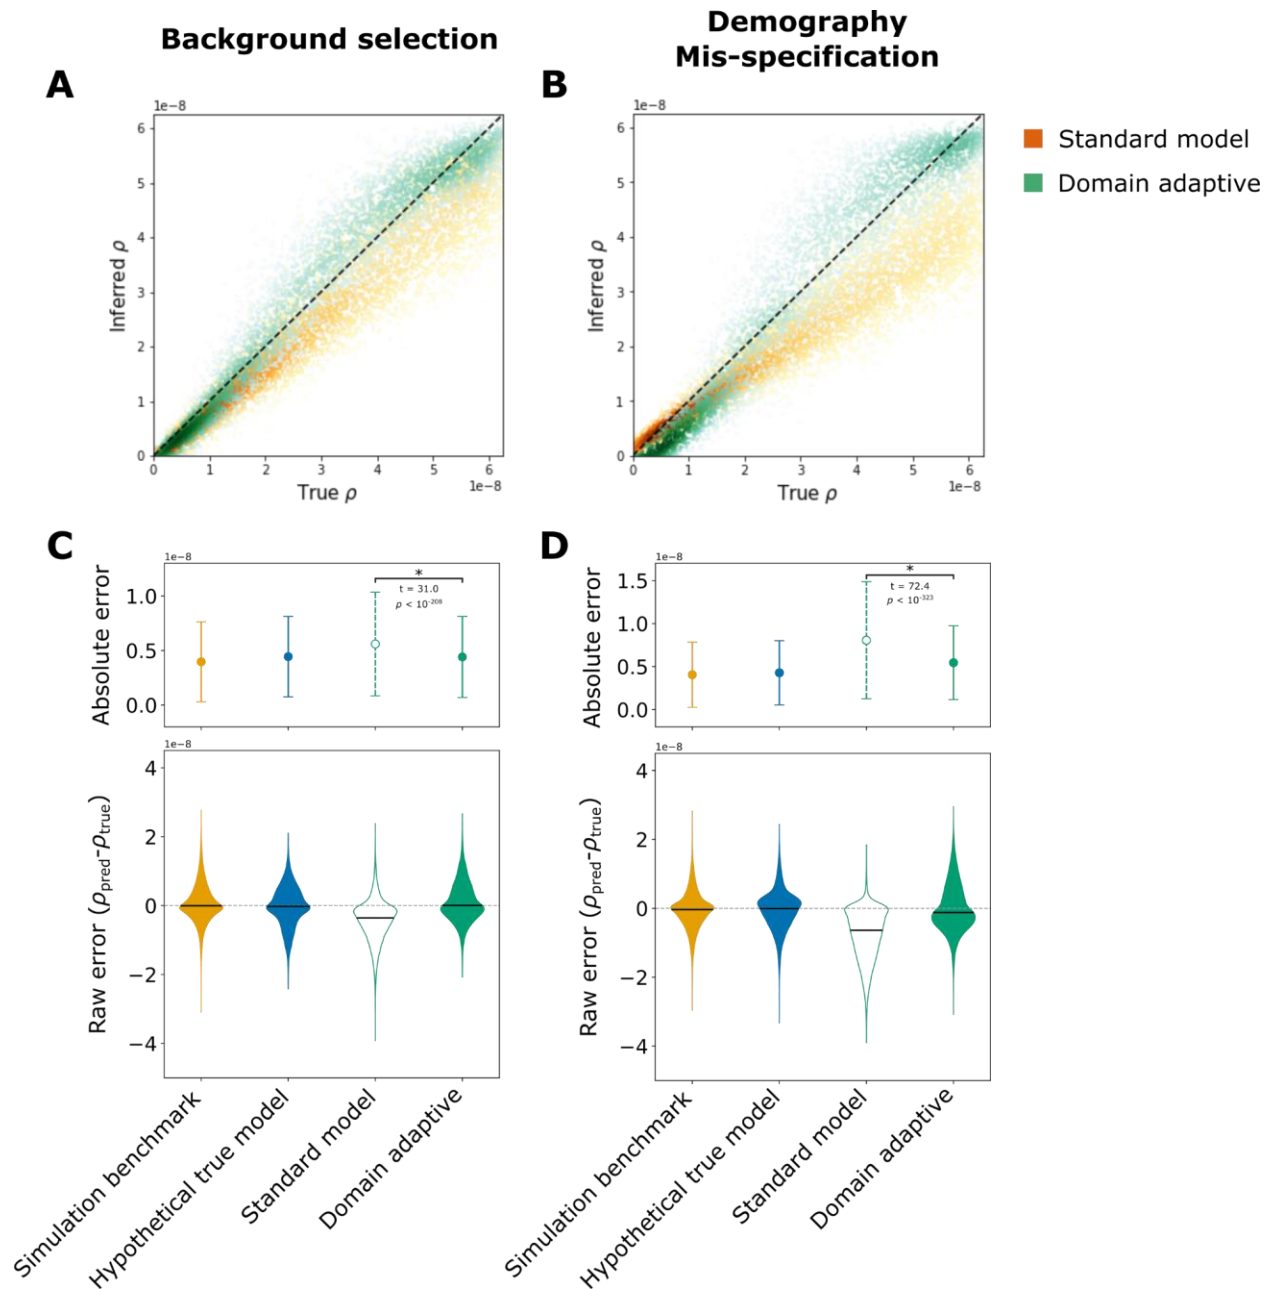 Background selection
Demography
Mis-specification
A
B
Standard model
Domain adaptive
1e−8
6
5
4
3
2
1
0
Inferred ρ
0 1 2 3 4 5 6
1e−8
True ρ
1e−8
6
5
4
3
2
1
0
Inferred ρ
0 1 2 3 4 5 6
1e−8
True ρ
C
1e−8
Absolute error
1.0
0.5
0.0
*
t = 31.0
p < 10⁻²⁰⁸
1e−8
Raw error (ρpred-ρtrue)
4
2
0
−2
−4
Simulation benchmark
Hypothetical true model
Standard model
Domain adaptive
D
1e−8
Absolute error
1.5
1.0
0.5
0.0
*
t = 72.4
p < 10⁻³²³
1e−8
Raw error (ρpred-ρtrue)
4
2
0
−2
−4
Simulation benchmark
Hypothetical true model
Standard model
Domain adaptive